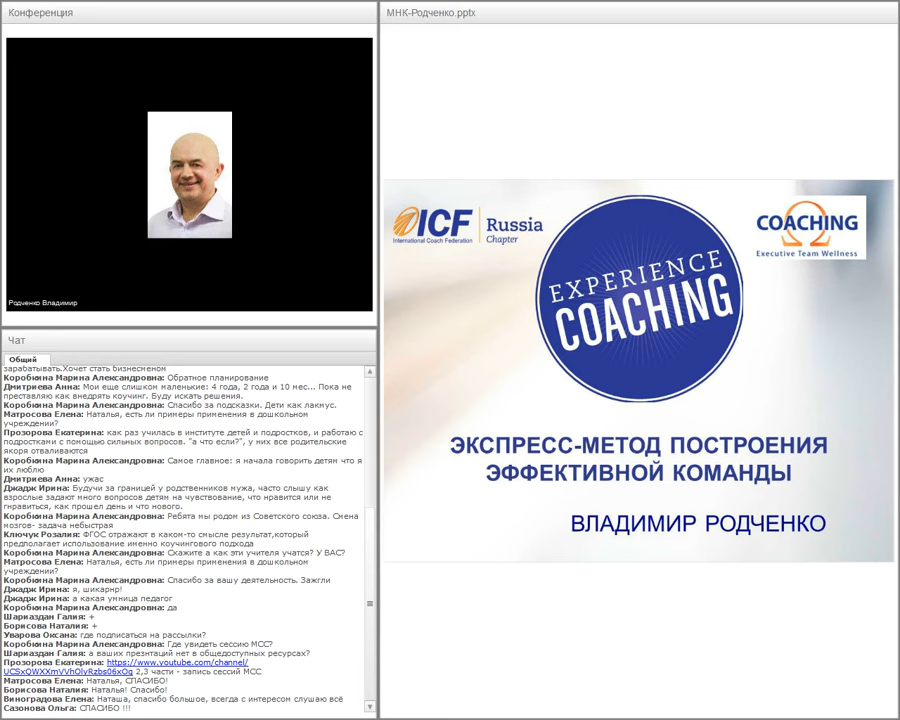 Конференция
Родченко Владимир
Чат
Общий
зарабатывать.Хочет стать бизнесменом
Коробкина Марина Александровна: Обратное планирование
Дмитриева Анна: Мои еще слишком маленькие: 4 года, 2 года и 10 мес... Пока не
преставляю как внедрять коучинг. Буду искать решения.
Коробкина Марина Александровна: Спасибо за подсказки. Дети как лакмус.
Матросова Елена: Наталья, есть ли примеры применения в дошкольном
учреждении?
Прозорова Екатерина: как раз училась в институте детей и подростков, и работаю с
подростками с помощью сильных вопросов. "а что если?", у них все родительские
якоря отваливаются
Коробкина Марина Александровна: Самое главное: я начала говорить детям что я
их люблю
Дмитриева Анна: ужас
Джадж Ирина: Будучи за границей у родственников мужа, часто слышу как
взрослые задают много вопросов детям на чувствование, что нравится или не
гнравиться, как прошел день и что нового.
Коробкина Марина Александровна: Ребята мы родом из Советского союза. Смена
мозгов- задача небыстрая
Ключук Розалия: ФГОС отражают в каком-то смысле результат,который
предполагает использование именно коучингового подхода
Коробкина Марина Александровна: Скажите а как эти учителя учатся? У ВАС?
Матросова Елена: Наталья, есть ли примеры применения в дошкольном
учреждении?
Коробкина Марина Александровна: Спасибо за вашу деятельность. Зажгли
Джадж Ирина: я, шикарнр!
Джадж Ирина: а какая умница педагог
Коробкина Марина Александровна: да
Шариаздан Галия: +
Борисова Наталия: +
Уварова Оксана: где подписаться на рассылки?
Коробкина Марина Александровна: Где увидеть сессию МСС?
Шариаздан Галия: а ваших презнтаций нет в общедоступных ресурсах?
Прозорова Екатерина: https://www.youtube.com/channel/
2,3 части - запись сессий МСС
Матросова Елена: Наталья, СПАСИБО!
Борисова Наталия: Наталья! Спасибо!
Виноградова Елена: Наташа, спасибо большое, всегда с интересом слушаю всё
Сазонова Ольга: СПАСИБО !!!
МНК-Родченко.pptx
ICF
International Coach Federation
Russia
Chapter
EXPERIENCE
COACHING
COACHING
Executive Team Wellness
ЭКСПРЕСС-МЕТОД ПОСТРОЕНИЯ
ЭФФЕКТИВНОЙ КОМАНДЫ
ВЛАДИМИР РОДЧЕНКО